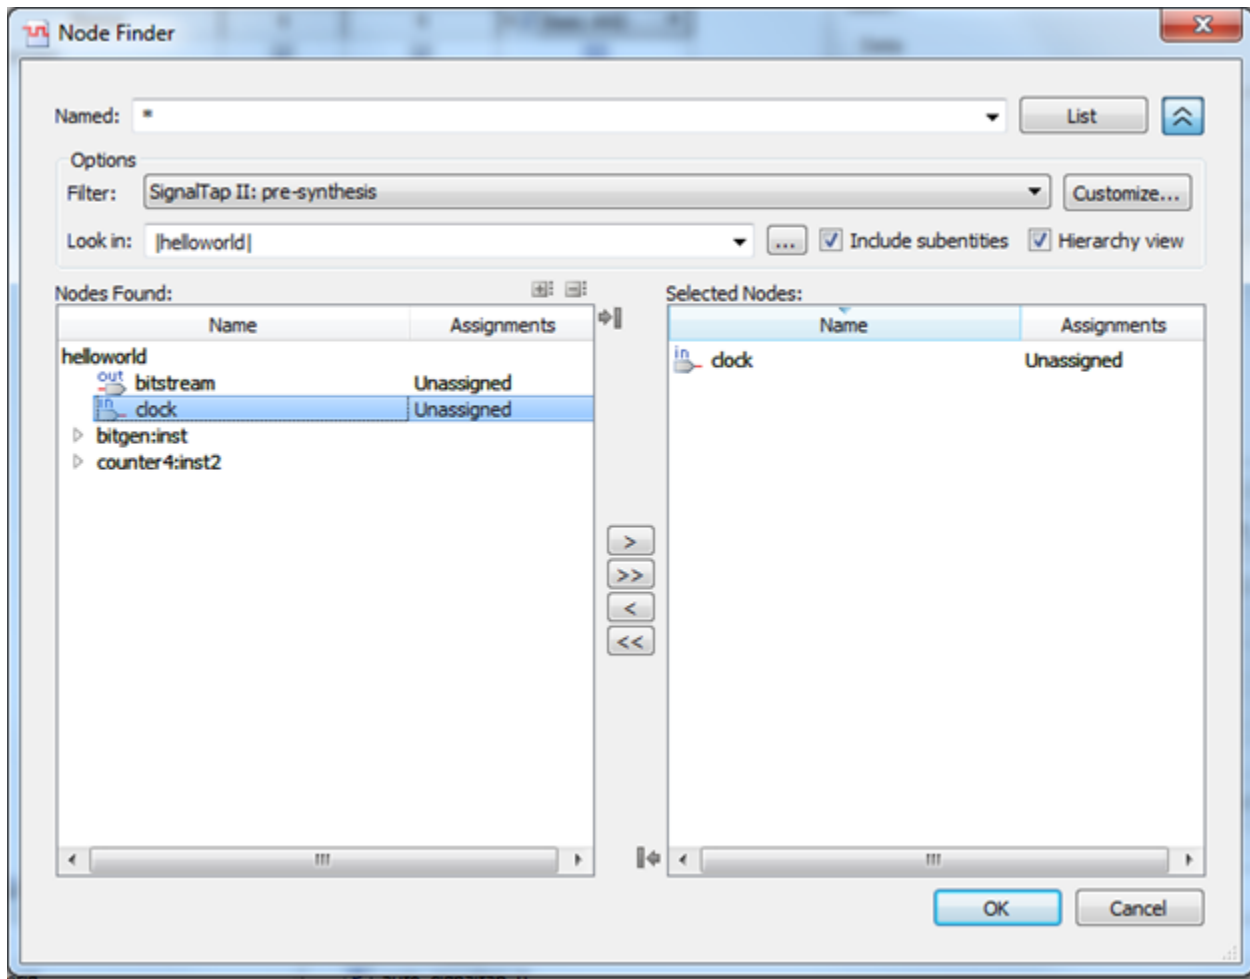 Node Finder
Named: * List
Options
Filter: SignalTap II: pre-synthesis Customize...
Look in: |helloworld| ... Include subentities Hierarchy view
Nodes Found: Selected Nodes:
Name Assignments Name Assignments
helloworld
out bitstream Unassigned
in clock Unassigned
bitgen:inst
counter4:inst2
in clock Unassigned
>
>>
<
<<
OK Cancel